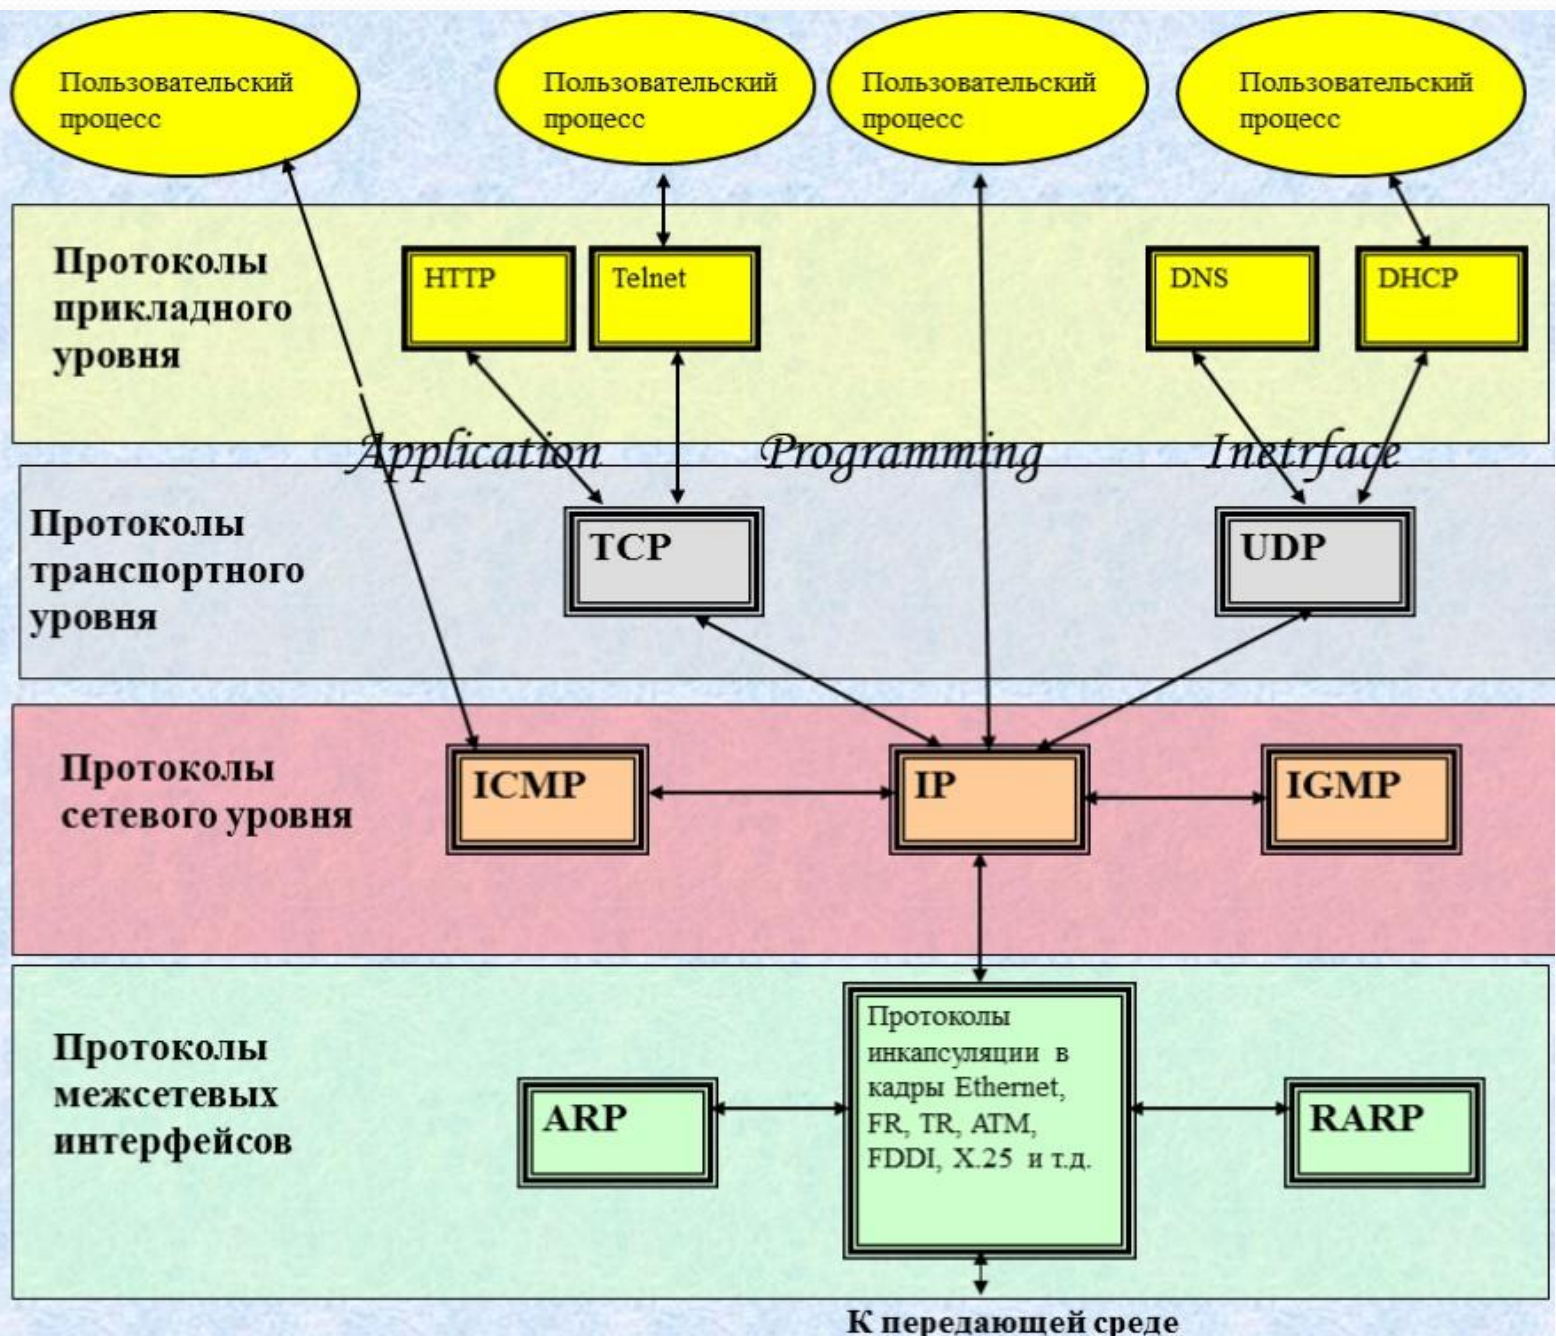 Пользовательский
процесс
Пользовательский
процесс
Пользовательский
процесс
Пользовательский
процесс
Протоколы
прикладного
уровня
HTTP
Telnet
DNS
DHCP
Application Programming Inetrface
Протоколы
транспортного
уровня
TCP
UDP
Протоколы
сетевого уровня
ICMP
IP
IGMP
Протоколы
межсетевых
интерфейсов
ARP
Протоколы
инкапсуляции в
кадры Ethernet,
FR, TR, ATM,
FDDI, X.25 и т.д.
RARP
К передающей среде